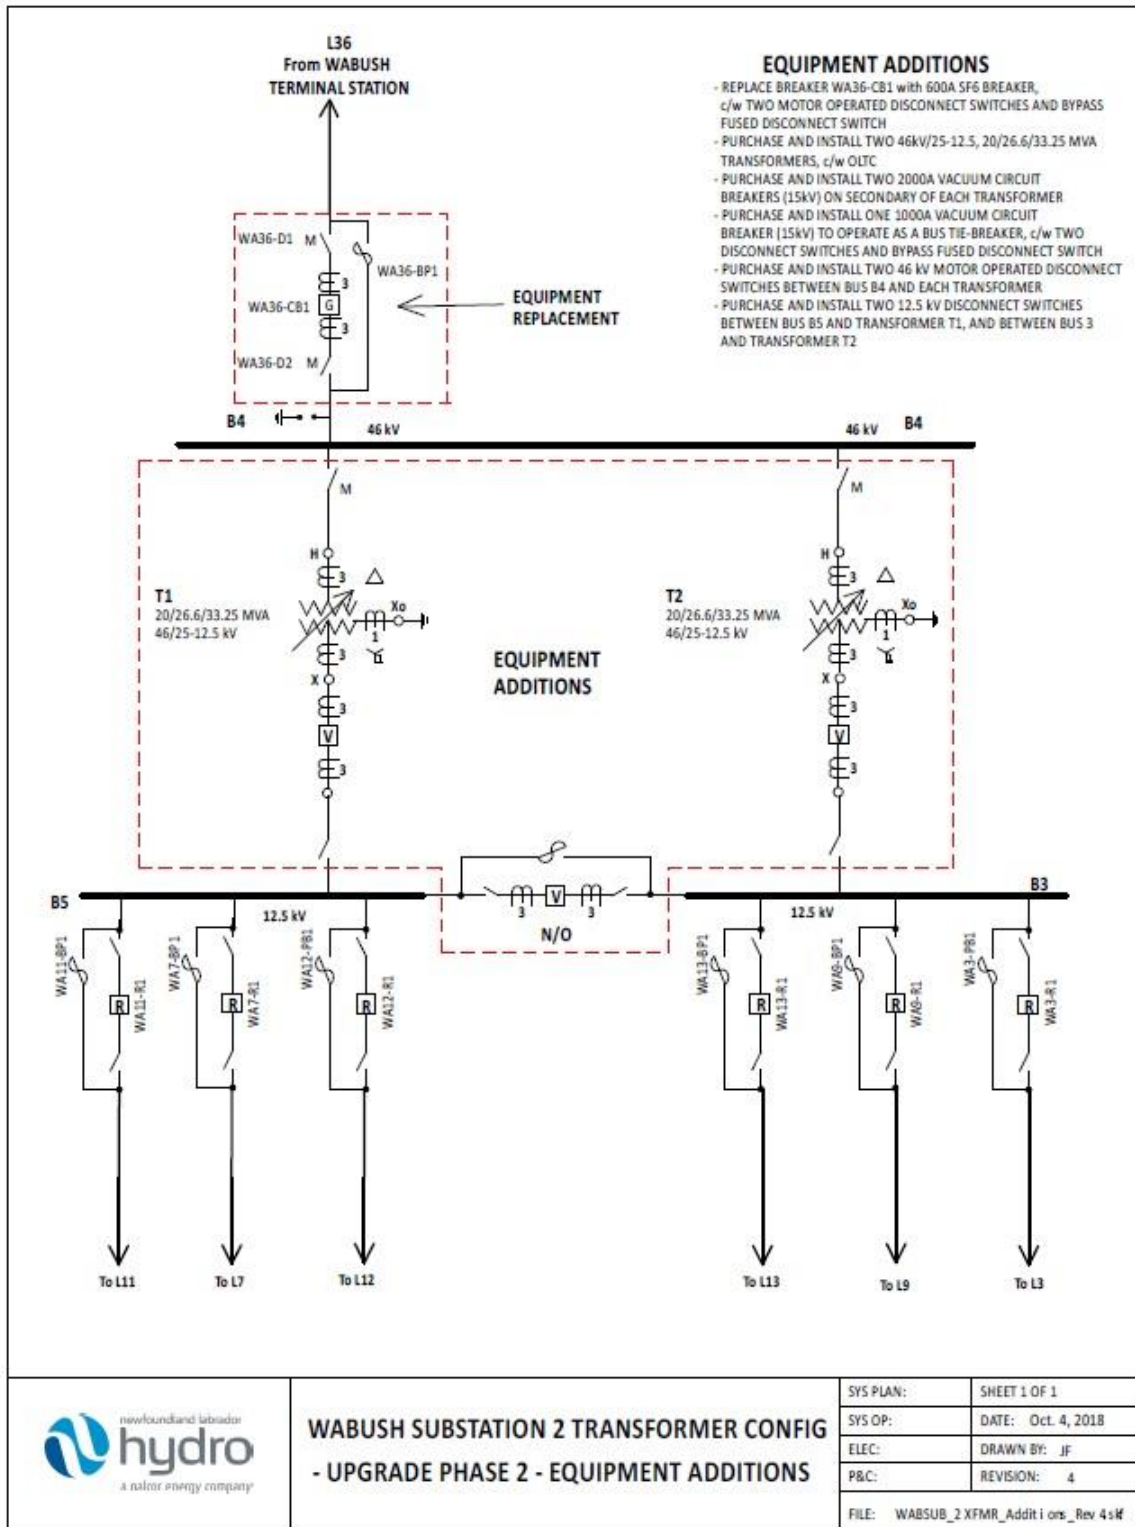 L36
From WABUSH
TERMINAL STATION
EQUIPMENT ADDITIONS
- REPLACE BREAKER WA36-CB1 with 600A SF6 BREAKER,
c/w TWO MOTOR OPERATED DISCONNECT SWITCHES AND BYPASS
FUSED DISCONNECT SWITCH
- PURCHASE AND INSTALL TWO 46kV/25-12.5, 20/26.6/33.25 MVA
TRANSFORMERS, c/w OLTC
- PURCHASE AND INSTALL TWO 2000A VACUUM CIRCUIT
BREAKERS (15kV) ON SECONDARY OF EACH TRANSFORMER
- PURCHASE AND INSTALL ONE 1000A VACUUM CIRCUIT
BREAKER (15kV) TO OPERATE AS A BUS TIE-BREAKER, c/w TWO
DISCONNECT SWITCHES AND BYPASS FUSED DISCONNECT SWITCH
- PURCHASE AND INSTALL TWO 46 kV MOTOR OPERATED DISCONNECT
SWITCHES BETWEEN BUS B4 AND EACH TRANSFORMER
- PURCHASE AND INSTALL TWO 12.5 kV DISCONNECT SWITCHES
BETWEEN BUS B5 AND TRANSFORMER T1, AND BETWEEN BUS 3
AND TRANSFORMER T2
WA36-D1 M
WA36-BP1
3
WA36-CB1 G
3
WA36-D2 M
EQUIPMENT
REPLACEMENT
B4
46 kV
46 kV
B4
M
M
H
3
T1
20/26.6/33.25 MVA
46/25-12.5 kV
Xo
1
3
X
3
V
3
EQUIPMENT
ADDITIONS
H
3
T2
20/26.6/33.25 MVA
46/25-12.5 kV
Xo
1
3
X
3
V
3
B5
12.5 kV
3 V 3
N/O
12.5 kV
B3
WA11-BP1
R
WA11-R1
WA7-BP1
R
WA7-R1
WA12-PB1
R
WA12-R1
WA13-BP1
R
WA13-R1
WA9-BP1
R
WA9-R1
WA3-PB1
R
WA3-R1
To L11
To L7
To L12
To L13
To L9
To L3
newfoundland labrador
hydro
a nalcor energy company
WABUSH SUBSTATION 2 TRANSFORMER CONFIG
- UPGRADE PHASE 2 - EQUIPMENT ADDITIONS
SYS PLAN: SHEET 1 OF 1
SYS OP: DATE: Oct. 4, 2018
ELEC: DRAWN BY: JF
P&C: REVISION: 4
FILE: WABSUB_2 XFMR_Additions_Rev 4skf